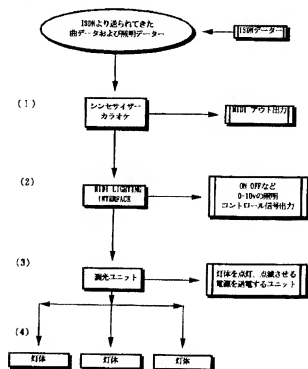 ISDNより送られてきた
曲データおよび照明データー
ISDNデーター
(1)
シンセサイザー
カラオケ
MIDI アウト出力
(2)
MIDI LIGHTING
INTERFACE
ON OFFなど
0-10vの照明
コントロール信号出力
(3)
調光ユニット
灯体を点灯、点滅させる
電源を送電するユニット
(4)
灯体
灯体
灯体